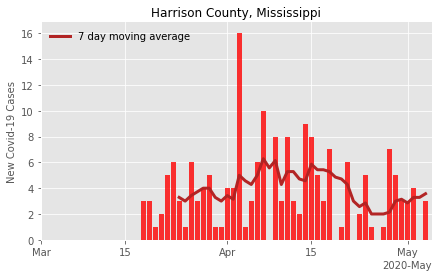 Harrison County, Mississippi
7 day moving average
New Covid-19 Cases
16
14
12
10
8
6
4
2
0
Mar
15
Apr
15
May
2020-May